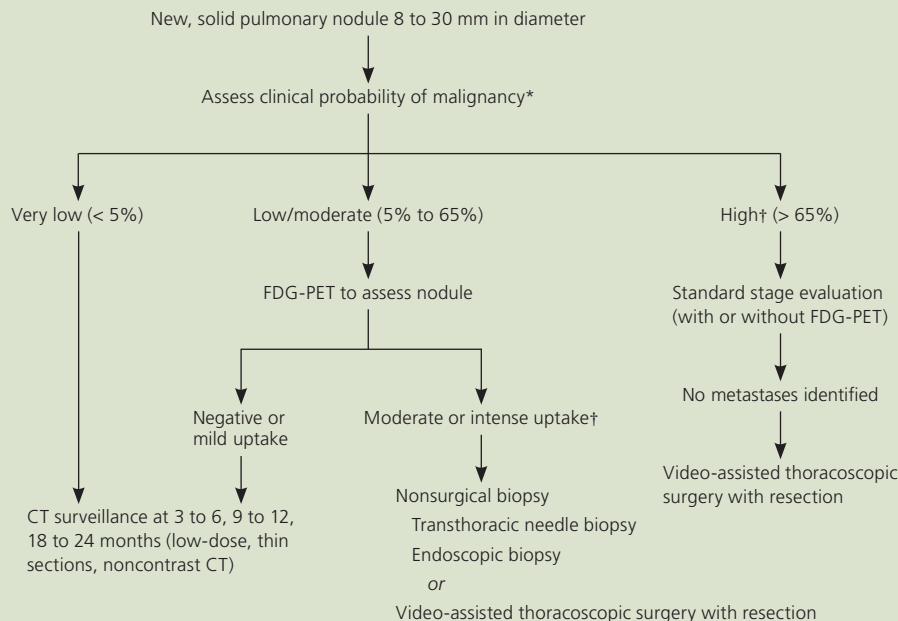 New, solid pulmonary nodule 8 to 30 mm in diameter
Assess clinical probability of malignancy*
Very low (< 5%)
Low/moderate (5% to 65%)
High† (> 65%)
FDG-PET to assess nodule
Standard stage evaluation
(with or without FDG-PET)
Negative or
mild uptake
Moderate or intense uptake†
No metastases identified
CT surveillance at 3 to 6, 9 to 12,
18 to 24 months (low-dose, thin
sections, noncontrast CT)
Nonsurgical biopsy
Transthoracic needle biopsy
Endoscopic biopsy
or
Video-assisted thoracoscopic surgery with resection
Video-assisted thoracoscopic
surgery with resection